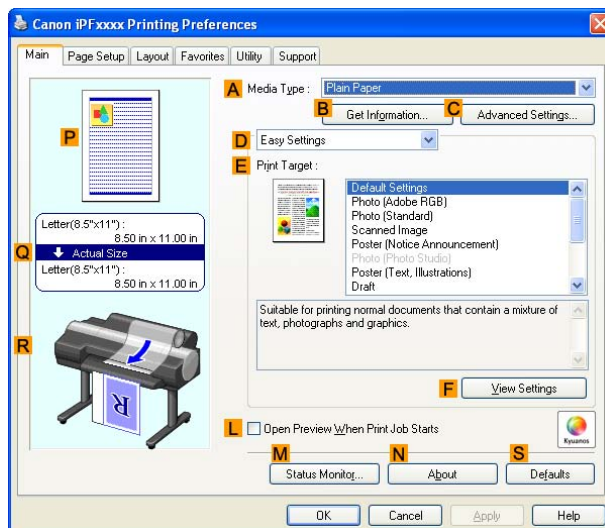 Canon iPFxxxx Printing Preferences
Main Page Setup Layout Favorites Utility Support
A Media Type : Plain Paper
B Get Information... C Advanced Settings...
D Easy Settings
E Print Target :
P
Default Settings
Photo (Adobe RGB)
Photo (Standard)
Scanned Image
Poster (Notice Announcement)
Photo (Photo Studio)
Poster (Text, Illustrations)
Draft
Q
Letter(8.5"x11") :
8.50 in x 11.00 in
Actual Size
Letter(8.5"x11") :
8.50 in x 11.00 in
Suitable for printing normal documents that contain a mixture of
text, photographs and graphics.
R
R
F View Settings
L Open Preview When Print Job Starts
Kyuanos
M Status Monitor... N About S Defaults
OK Cancel Apply Help